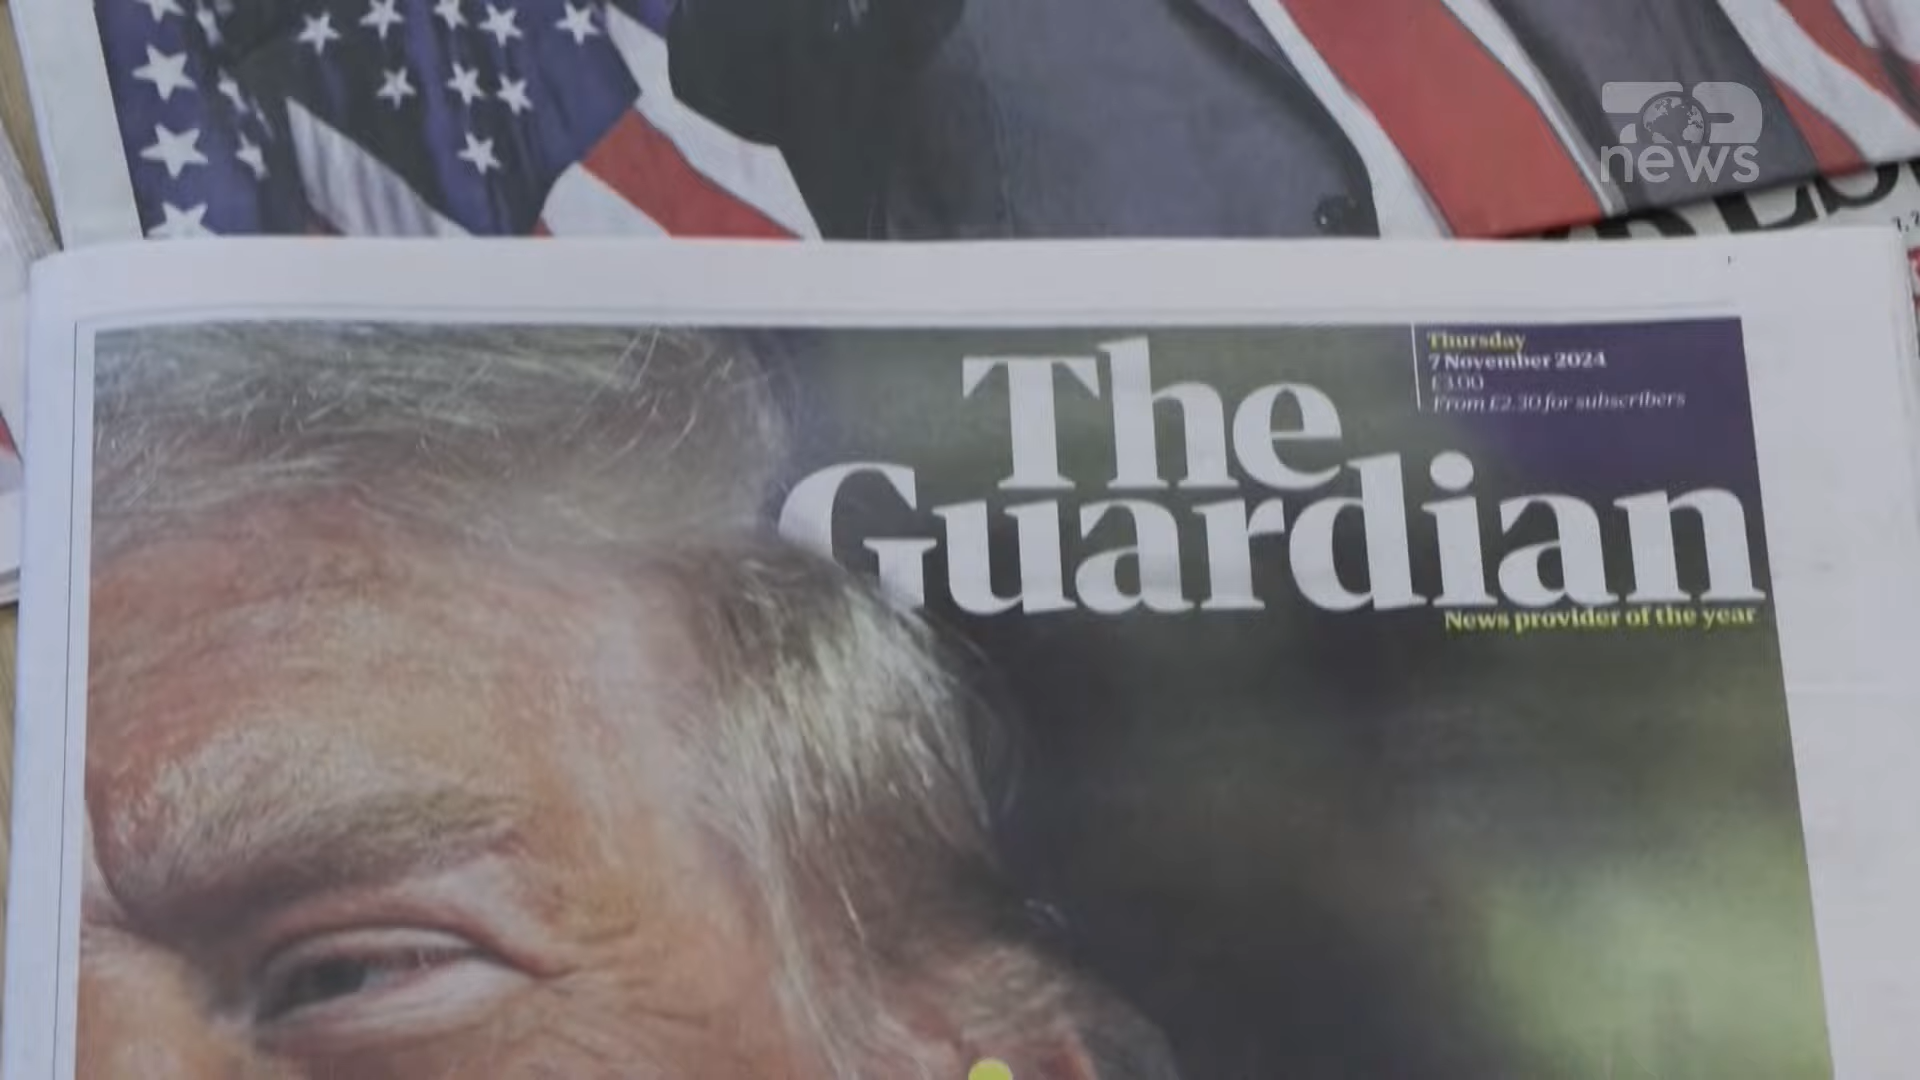 TOP
news
The
Guardian
Thursday
7 November 2024
£3.00
From £2.30 for subscribers
News provider of the year